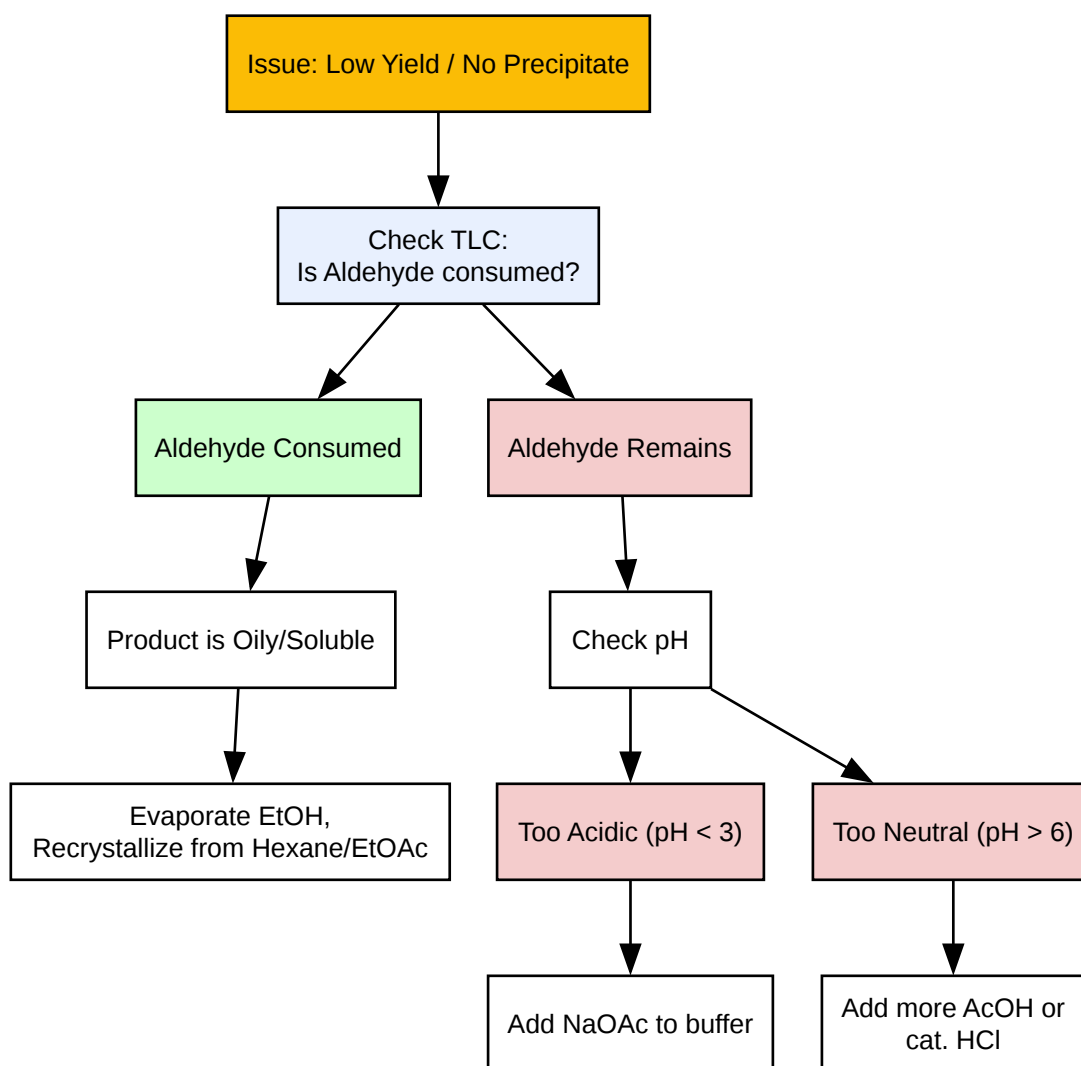 Issue: Low Yield / No Precipitate
Check TLC:
Is Aldehyde consumed?
Aldehyde Consumed
Aldehyde Remains
Product is Oily/Soluble
Check pH
Evaporate EtOH,
Recrystallize from Hexane/EtOAc
Too Acidic (pH < 3)
Too Neutral (pH > 6)
Add NaOAc to buffer
Add more AcOH or
cat. HCl